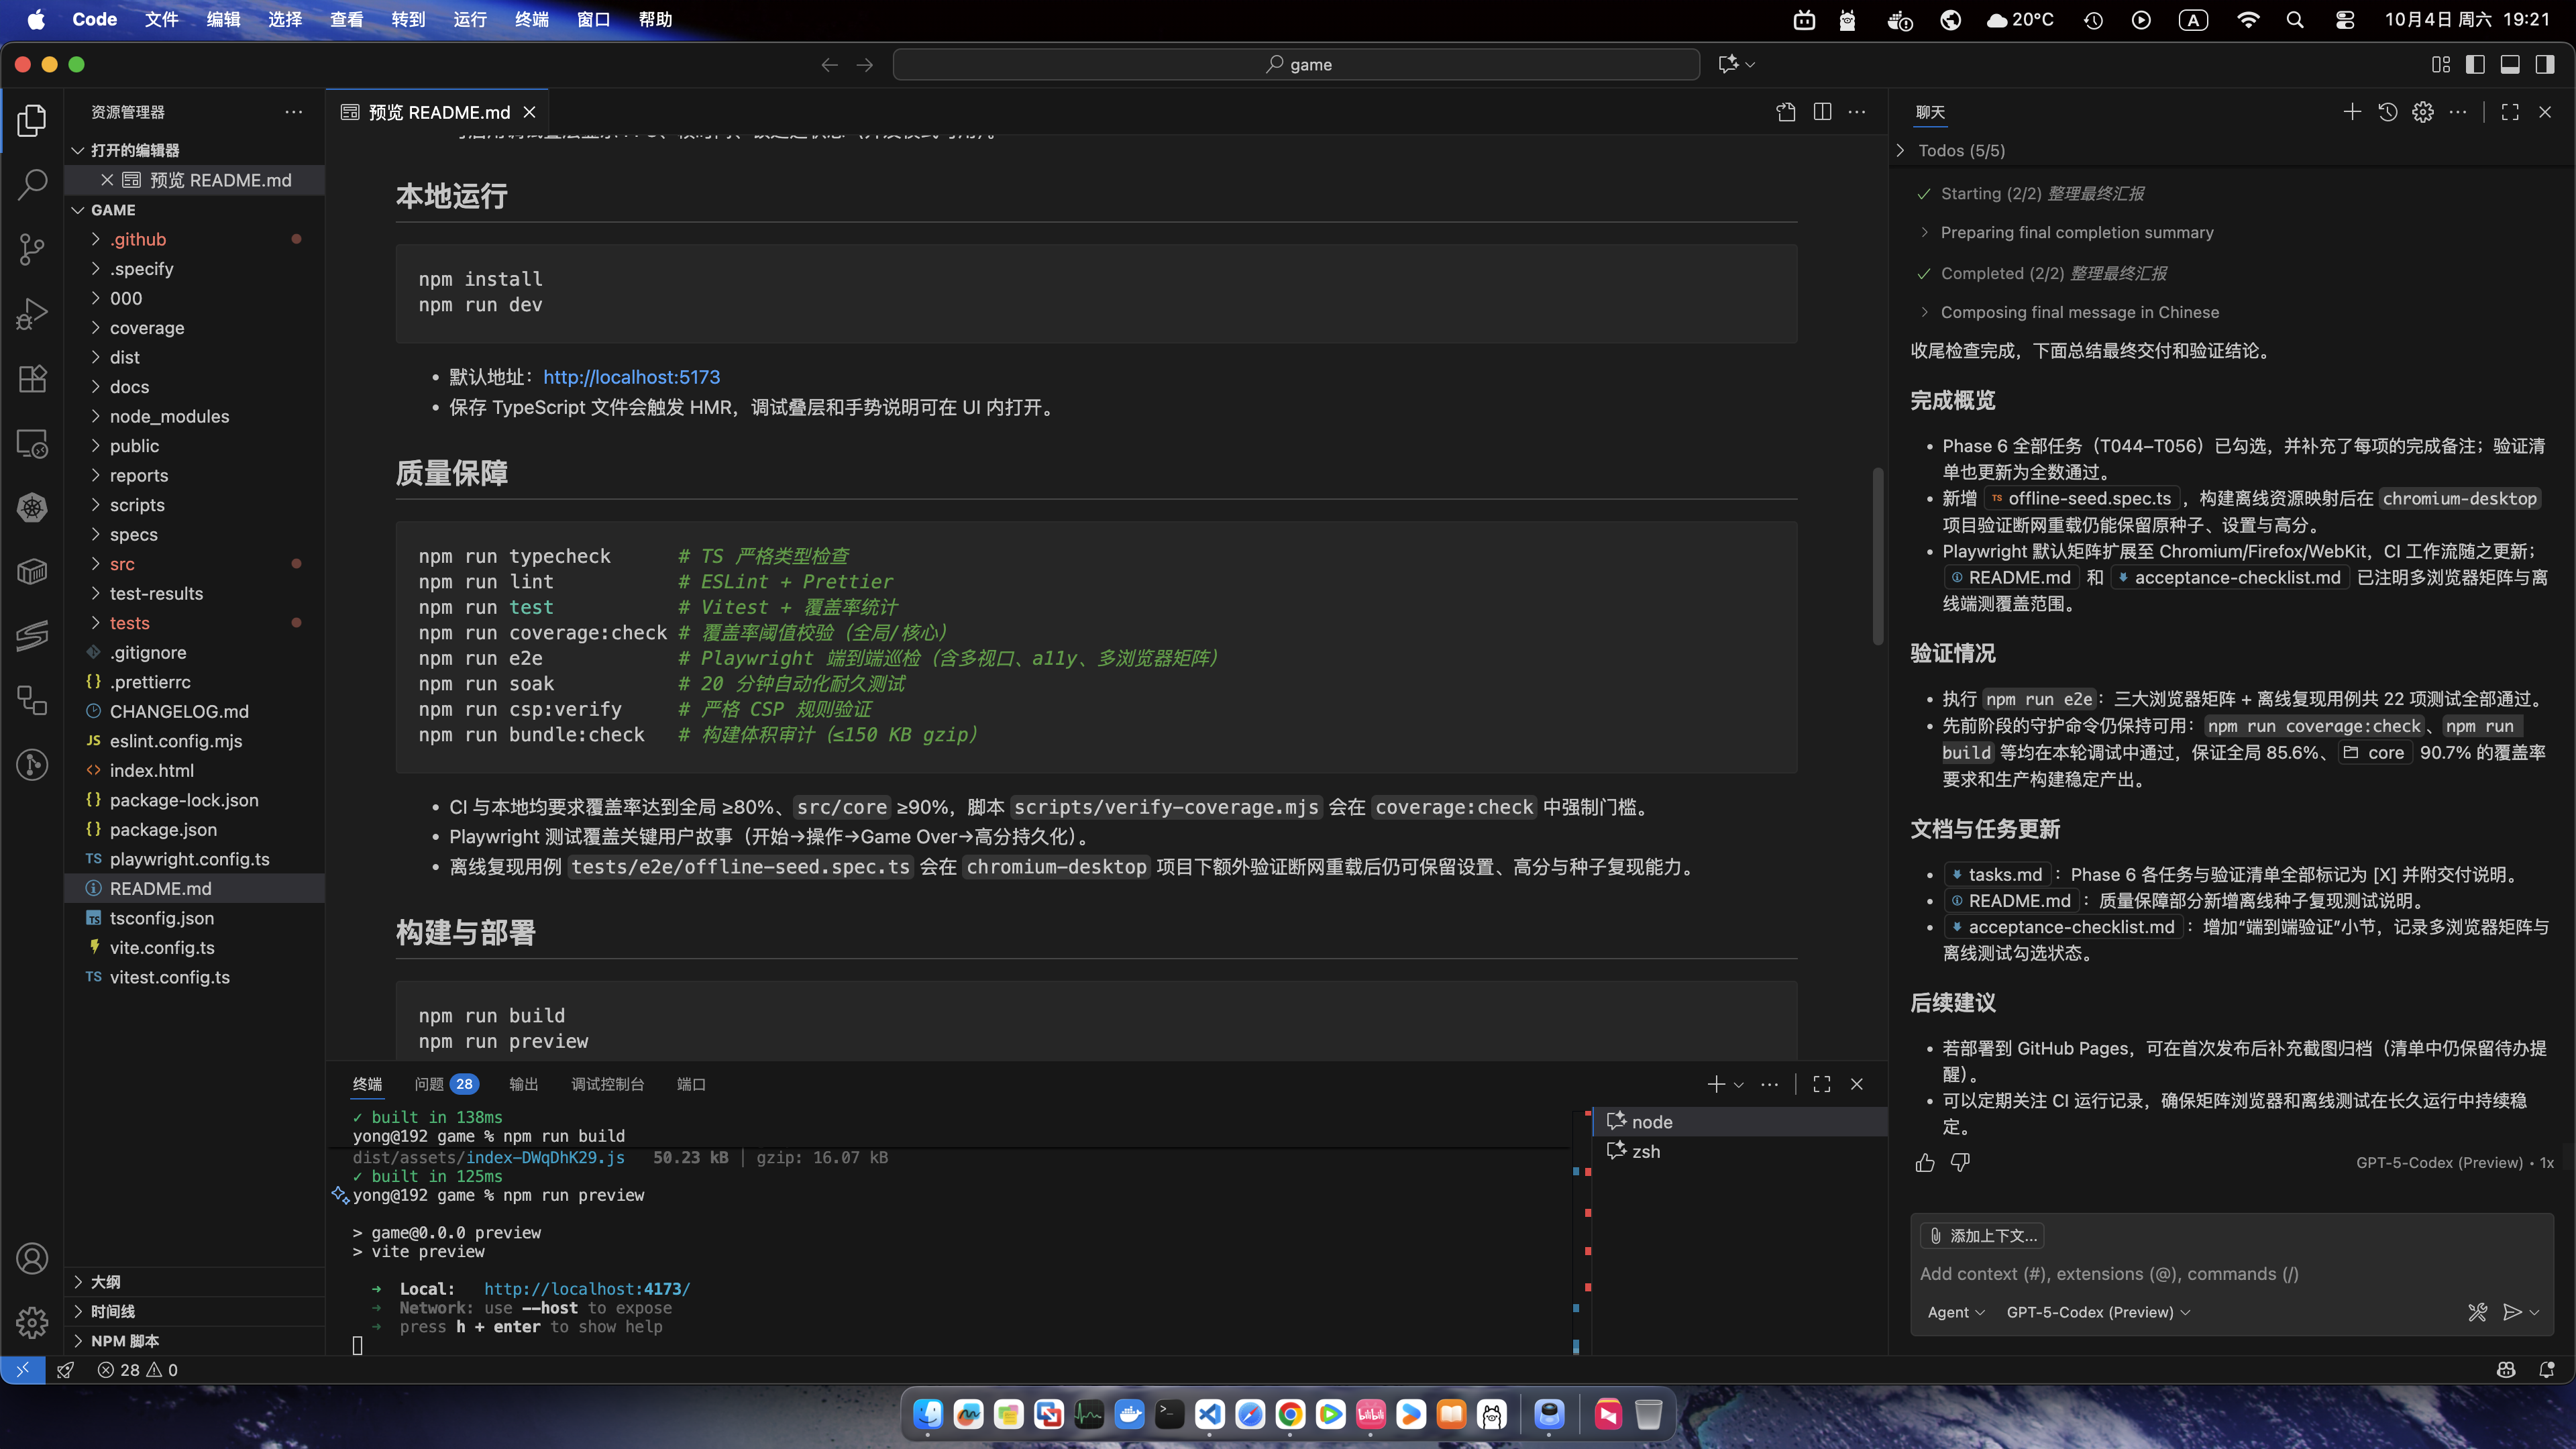 Code 文件 编辑 选择 查看 转到 运行 终端 窗口 帮助
20°C A 10月4日 周六 19:21
game
资源管理器
打开的编辑器
预览 README.md
GAME
.github
.specify
000
coverage
dist
docs
node_modules
public
reports
scripts
specs
src
test-results
tests
.gitignore
.prettierrc
CHANGELOG.md
JS eslint.config.mjs
index.html
package-lock.json
package.json
TS playwright.config.ts
README.md
tsconfig.json
vite.config.ts
TS vitest.config.ts
大纲
时间线
NPM 脚本
28 0
预览 README.md
本地运行
npm install
npm run dev
• 默认地址：http://localhost:5173
• 保存 TypeScript 文件会触发 HMR，调试叠层和手势说明可在 UI 内打开。
质量保障
npm run typecheck # TS 严格类型检查
npm run lint # ESLint + Prettier
npm run test # Vitest + 覆盖率统计
npm run coverage:check # 覆盖率阈值校验（全局/核心）
npm run e2e # Playwright 端到端巡检（含多视口、a11y、多浏览器矩阵）
npm run soak # 20 分钟自动化耐久测试
npm run csp:verify # 严格 CSP 规则验证
npm run bundle:check # 构建体积审计（≤150 KB gzip）
• CI 与本地均要求覆盖率达到全局 ≥80%、src/core ≥90%，脚本 scripts/verify-coverage.mjs 会在 coverage:check 中强制门槛。
• Playwright 测试覆盖关键用户故事（开始→操作→Game Over→高分持久化）。
• 离线复现用例 tests/e2e/offline-seed.spec.ts 会在 chromium-desktop 项目下额外验证断网重载后仍可保留设置、高分与种子复现能力。
构建与部署
npm run build
npm run preview
终端 问题 28 输出 调试控制台 端口
✓ built in 138ms
yong@192 game % npm run build
dist/assets/index-DWqDhK29.js 50.23 kB │ gzip: 16.07 kB
✓ built in 125ms
yong@192 game % npm run preview
> game@0.0.0 preview
> vite preview
➜ Local: http://localhost:4173/
➜ Network: use --host to expose
➜ press h + enter to show help
node
zsh
聊天
Todos (5/5)
Starting (2/2) 整理最终汇报
Preparing final completion summary
Completed (2/2) 整理最终汇报
Composing final message in Chinese
收尾检查完成，下面总结最终交付和验证结论。
完成概览
• Phase 6 全部任务（T044–T056）已勾选，并补充了每项的完成备注；验证清
单也更新为全数通过。
• 新增 TS offline-seed.spec.ts，构建离线资源映射后在 chromium-desktop
项目验证断网重载仍能保留原种子、设置与高分。
• Playwright 默认矩阵扩展至 Chromium/Firefox/WebKit，CI 工作流随之更新；
README.md 和 acceptance-checklist.md 已注明多浏览器矩阵与离
线端测覆盖范围。
验证情况
• 执行 npm run e2e：三大浏览器矩阵 + 离线复现用例共 22 项测试全部通过。
• 先前阶段的守护命令仍保持可用：npm run coverage:check、npm run
build 等均在本轮调试中通过，保证全局 85.6%、core 90.7% 的覆盖率
要求和生产构建稳定产出。
文档与任务更新
• tasks.md：Phase 6 各任务与验证清单全部标记为 [X] 并附交付说明。
• README.md：质量保障部分新增离线种子复现测试说明。
• acceptance-checklist.md：增加“端到端验证”小节，记录多浏览器矩阵与
离线测试勾选状态。
后续建议
• 若部署到 GitHub Pages，可在首次发布后补充截图归档（清单中仍保留待办提
醒）。
• 可以定期关注 CI 运行记录，确保矩阵浏览器和离线测试在长久运行中持续稳
定。
GPT-5-Codex (Preview) • 1x
添加上下文...
Add context (#), extensions (@), commands (/)
Agent GPT-5-Codex (Preview)